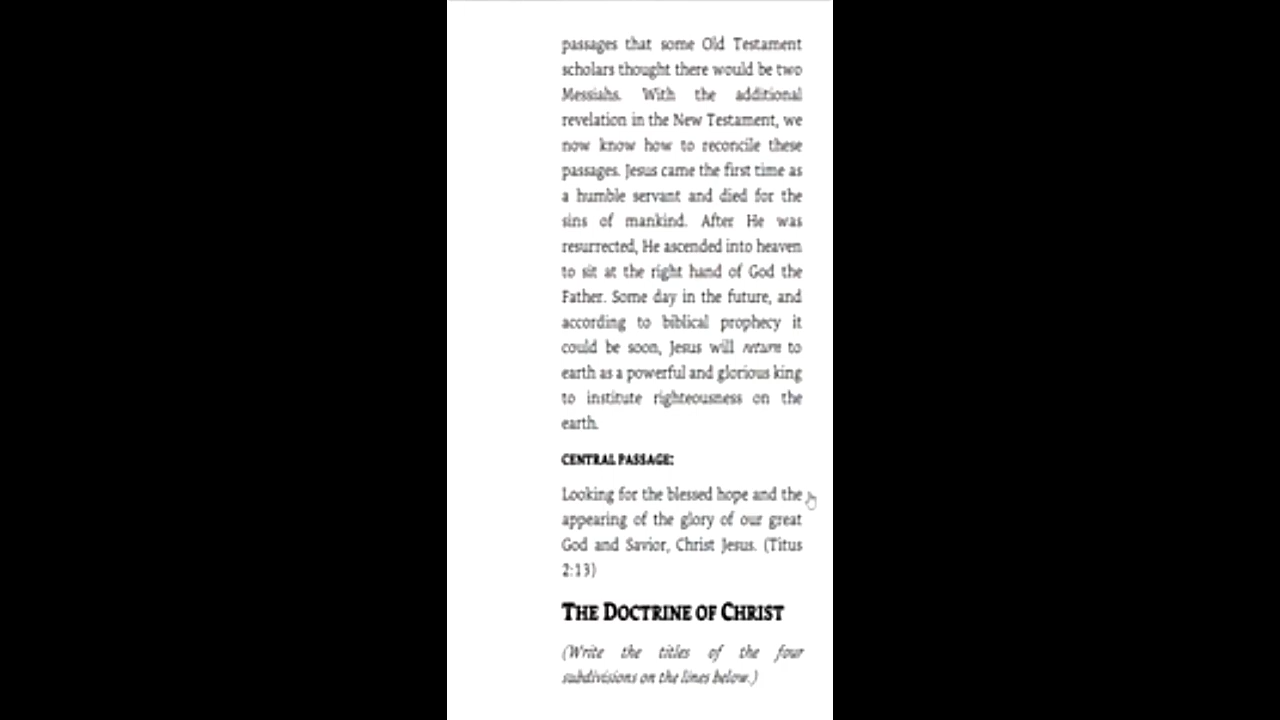 passages that some Old Testament
scholars thought there would be two
Messiahs. With the additional
revelation in the New Testament, we
now know how to reconcile these
passages. Jesus came the first time as
a humble servant and died for the
sins of mankind. After He was
resurrected, He ascended into heaven
to sit at the right hand of God the
Father. Some day in the future, and
according to biblical prophecy it
could be soon, Jesus will return to
earth as a powerful and glorious king
to institute righteousness on the
earth.
CENTRAL PASSAGE:
Looking for the blessed hope and the
appearing of the glory of our great
God and Savior, Christ Jesus. (Titus
2:13)
THE DOCTRINE OF CHRIST
(Write the titles of the four
subdivisions on the lines below.)